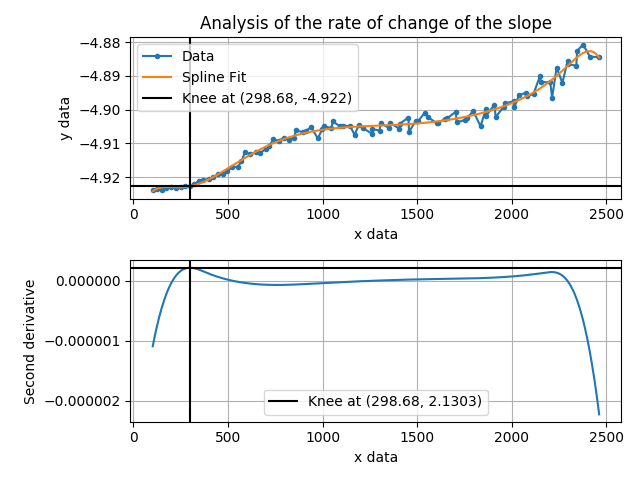 Analysis of the rate of change of the slope
−4.88
−4.89
−4.90
−4.91
−4.92
y data
Data
Spline Fit
Knee at (298.68, -4.922)
0 500 1000 1500 2000 2500
x data
0.000000
−0.000001
−0.000002
Second derivative
Knee at (298.68, 2.1303)
0 500 1000 1500 2000 2500
x data